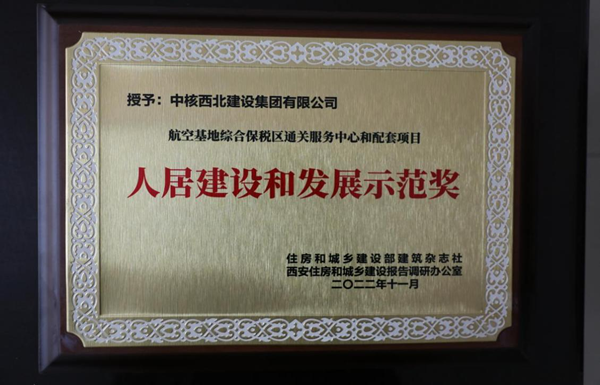 授予：中核西北建设集团有限公司
航空基地综合保税区通关服务中心和配套项目
人居建设和发展示范奖
住房和城乡建设部建筑杂志社
西安住房和城乡建设报告调研办公室
二〇二二年十一月